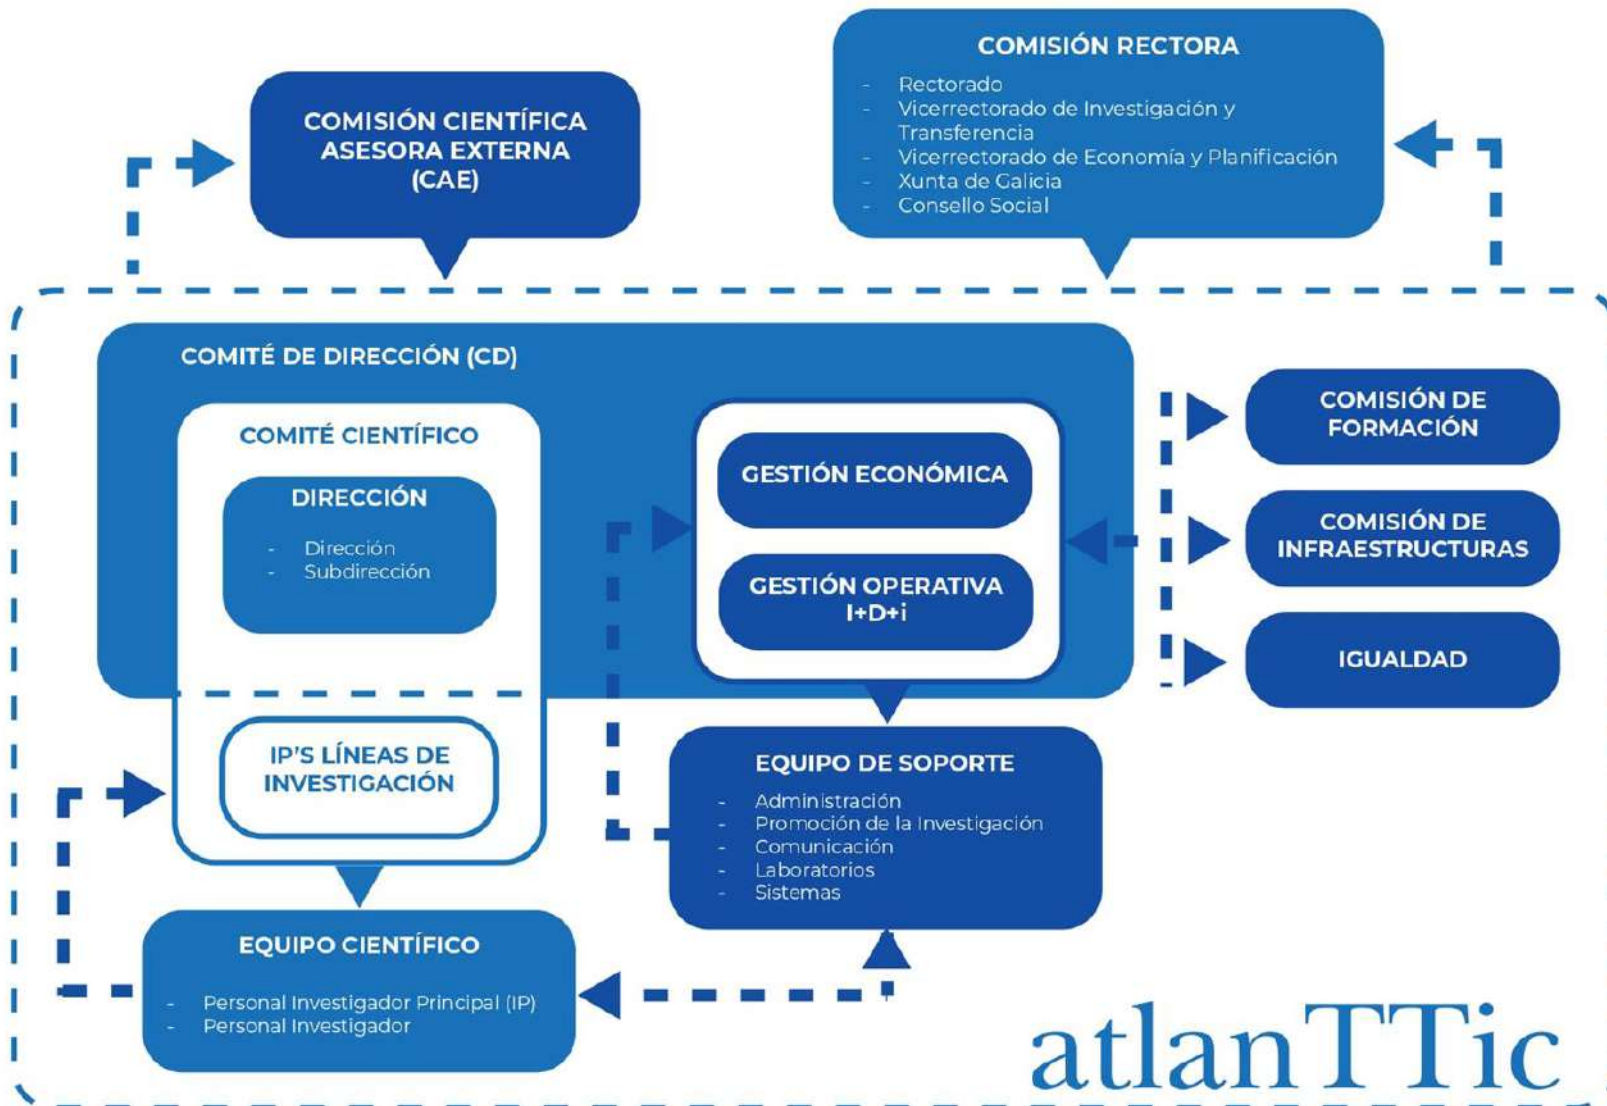 COMISIÓN RECTORA
- Rectorado
- Vicerrectorado de Investigación y
Transferencia
- Vicerrectorado de Economía y Planificación
- Xunta de Galicia
- Consello Social
COMISIÓN CIENTÍFICA
ASESORA EXTERNA
(CAE)
COMITÉ DE DIRECCIÓN (CD)
COMITÉ CIENTÍFICO
DIRECCIÓN
- Dirección
- Subdirección
IP'S LÍNEAS DE
INVESTIGACIÓN
GESTIÓN ECONÓMICA
GESTIÓN OPERATIVA
I+D+i
COMISIÓN DE
FORMACIÓN
COMISIÓN DE
INFRAESTRUCTURAS
IGUALDAD
EQUIPO DE SOPORTE
- Administración
- Promoción de la Investigación
- Comunicación
- Laboratorios
- Sistemas
EQUIPO CIENTÍFICO
- Personal Investigador Principal (IP)
- Personal Investigador
atlanTTic